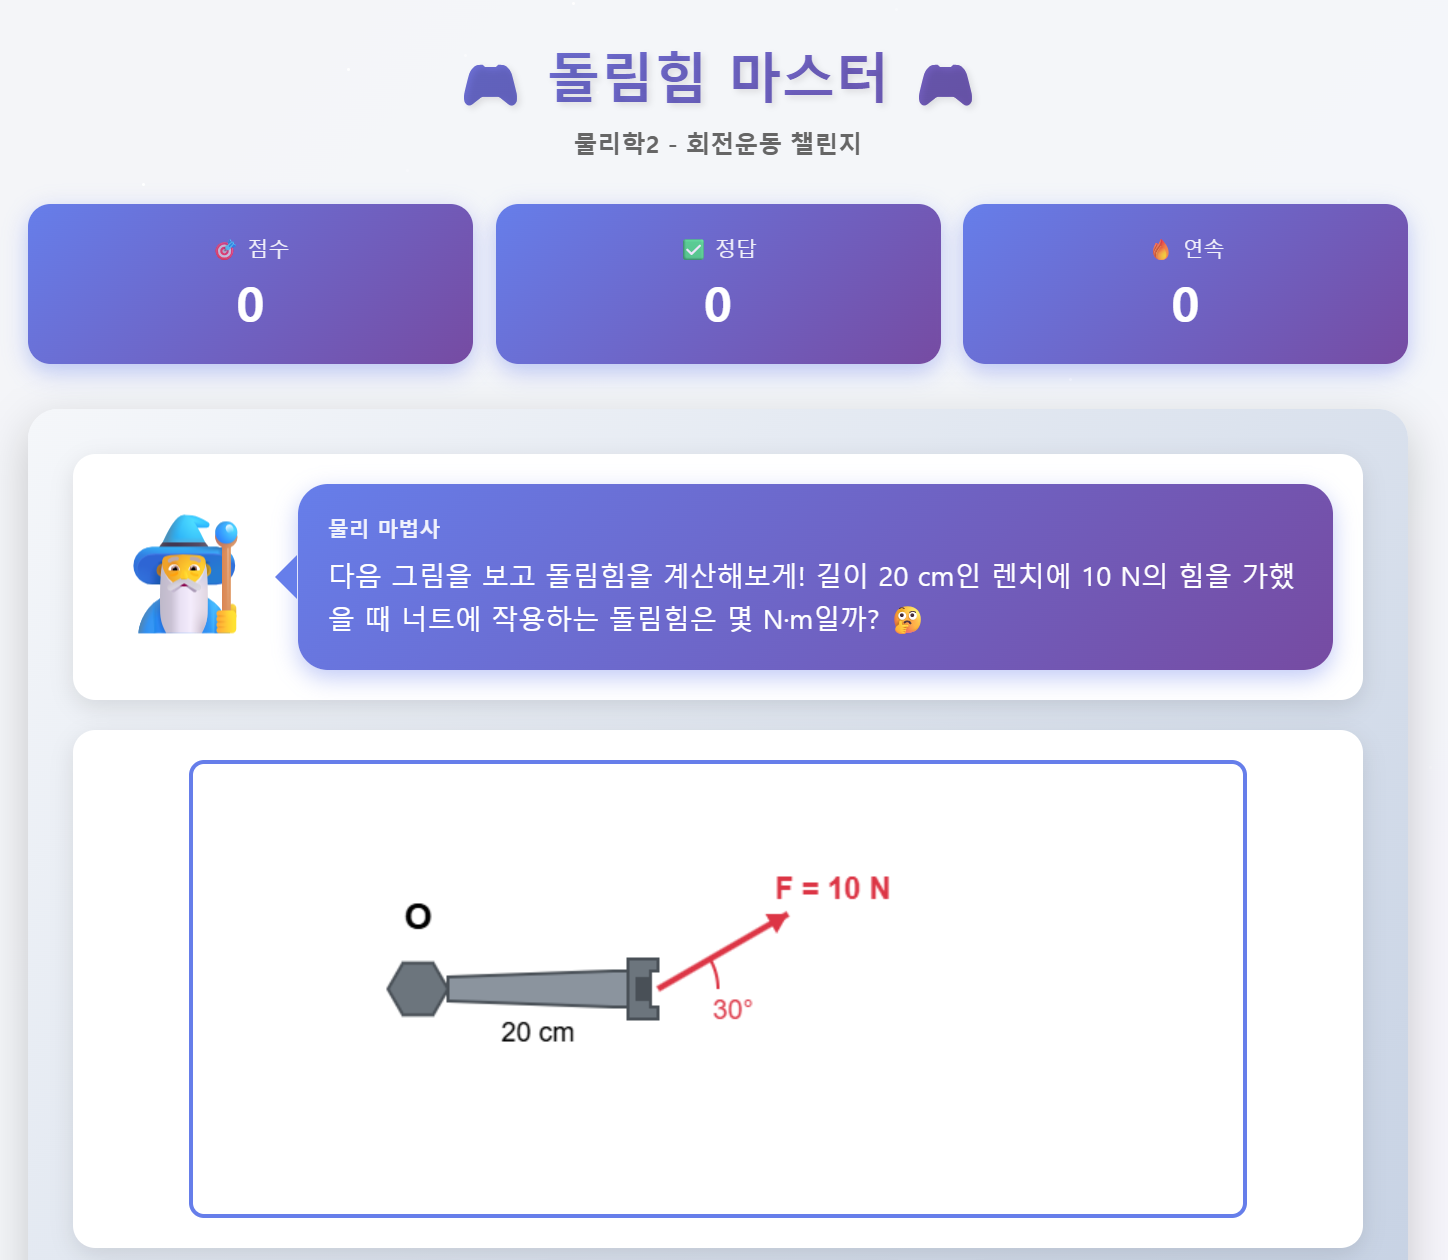 🎮 돌림힘 마스터 🎮
물리학2 - 회전운동 챌린지
🎯 점수
0
✅ 정답
0
🔥 연속
0
물리 마법사
다음 그림을 보고 돌림힘을 계산해보게! 길이 20 cm인 렌치에 10 N의 힘을 가했
을 때 너트에 작용하는 돌림힘은 몇 N·m일까? 🤔
F = 10 N
O
30°
20 cm